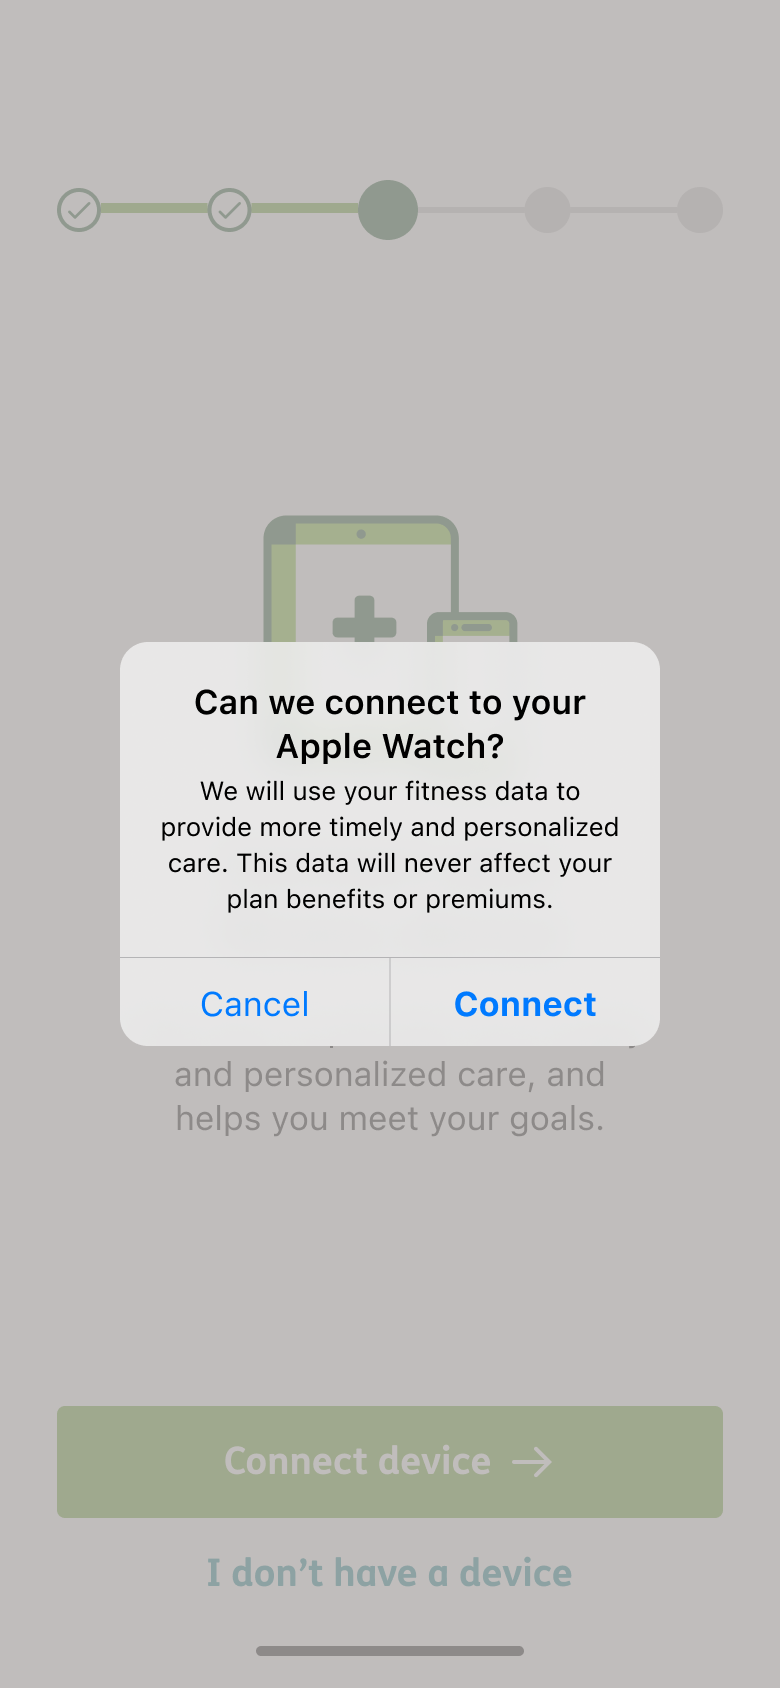 Can we connect to your
Apple Watch?
We will use your fitness data to
provide more timely and personalized
care. This data will never affect your
plan benefits or premiums.
Cancel
Connect
and personalized care, and
helps you meet your goals.
Connect device →
I don’t have a device